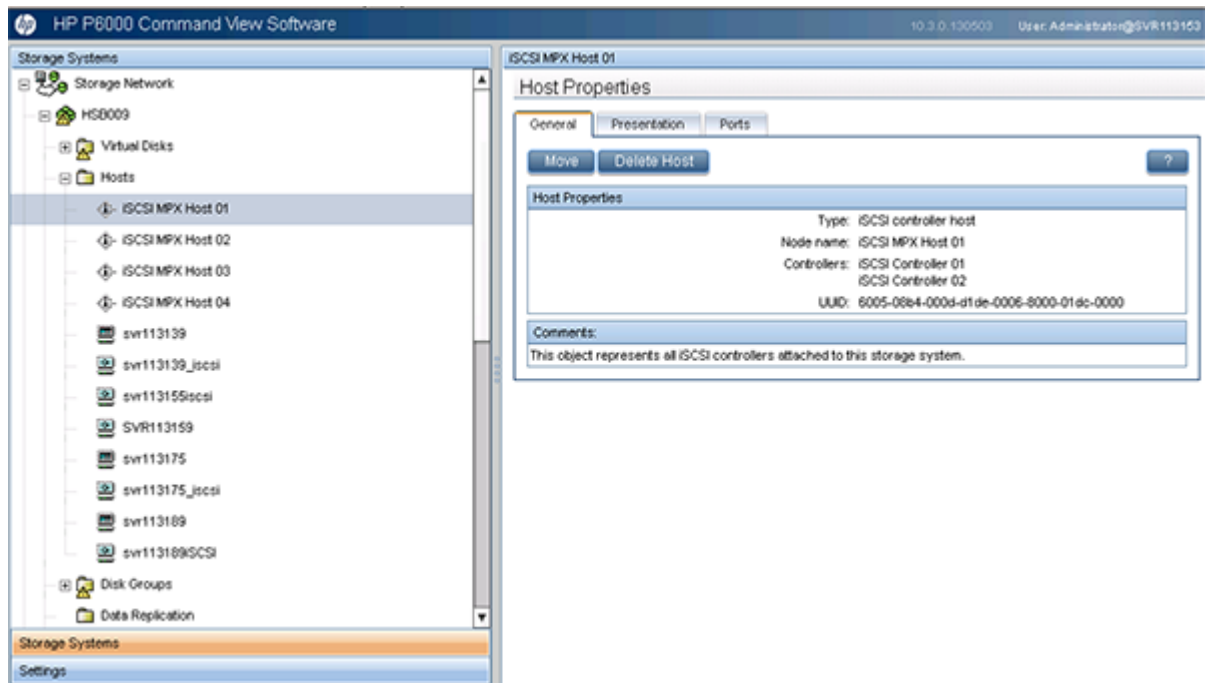 hp HP P6000 Command View Software
10.3.0.130503 User: Administrator@SVR113153
Storage Systems
Storage Network
HSB009
Virtual Disks
Hosts
iSCSI MPX Host 01
iSCSI MPX Host 02
iSCSI MPX Host 03
iSCSI MPX Host 04
svr113139
svr113139_iscsi
svr113155iscsi
SVR113159
svr113175
svr113175_iscsi
svr113189
svr113189iSCSI
Disk Groups
Data Replication
Storage Systems
Settings
iSCSI MPX Host 01
Host Properties
General Presentation Ports
Move Delete Host ?
Host Properties
Type: iSCSI controller host
Node name: iSCSI MPX Host 01
Controllers: iSCSI Controller 01
iSCSI Controller 02
UUID: 6005-08b4-000d-d1de-0006-8000-01dc-0000
Comments:
This object represents all iSCSI controllers attached to this storage system.